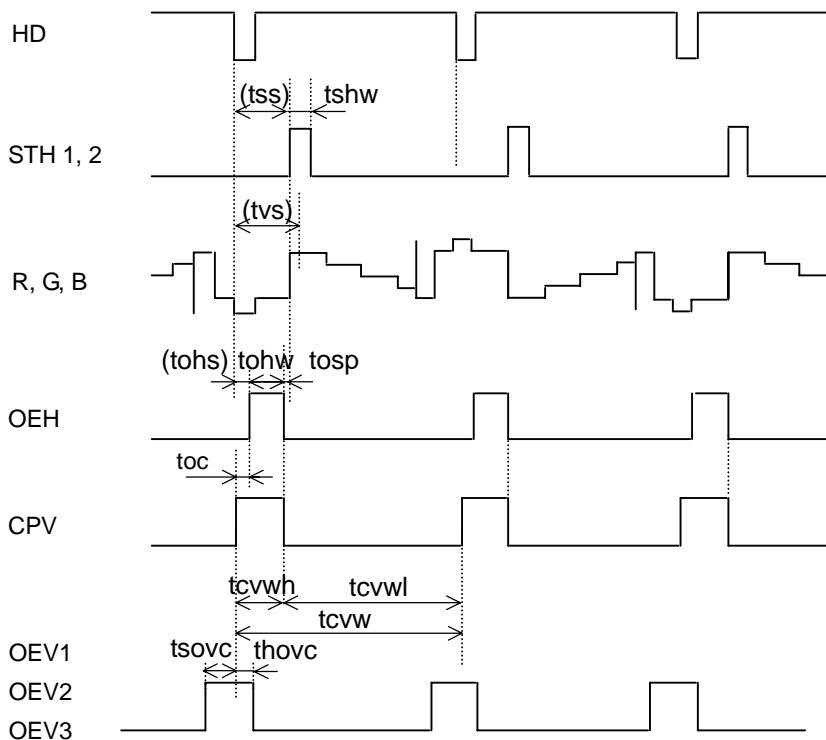 HD
(tss) tshw
STH 1, 2
(tvs)
R, G, B
(tohs) tohw tosp
OEH
toc
CPV
tcvwh tcvwl
tcvw
OEV1
tsovc thovc
OEV2
OEV3